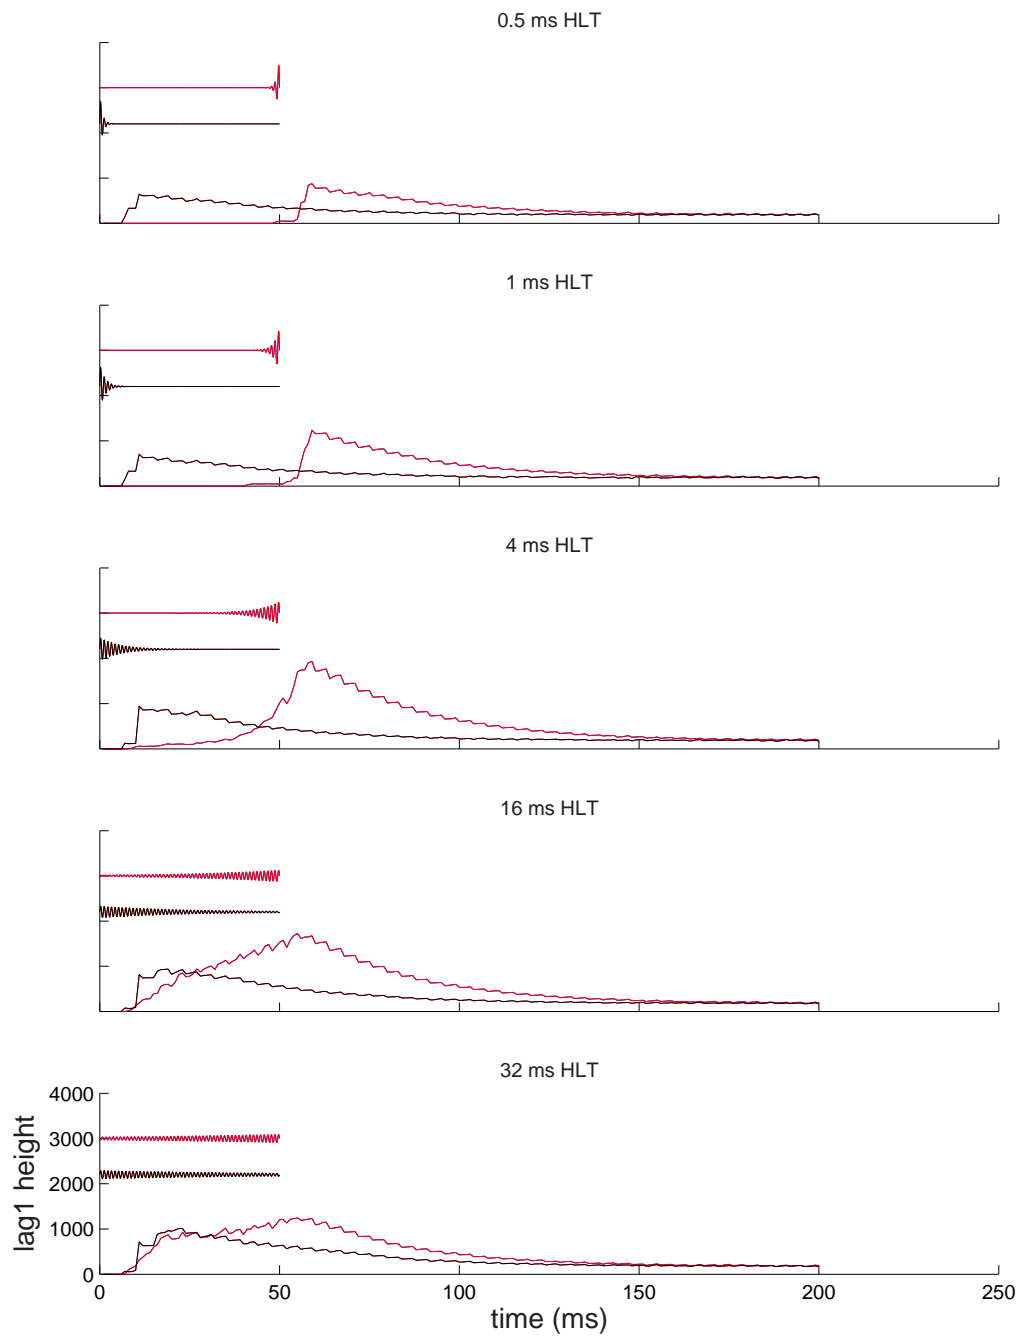 0.5 ms HLT
1 ms HLT
4 ms HLT
16 ms HLT
32 ms HLT
4000
3000
2000
1000
0
lag1 height
0 50 100 150 200 250
time (ms)